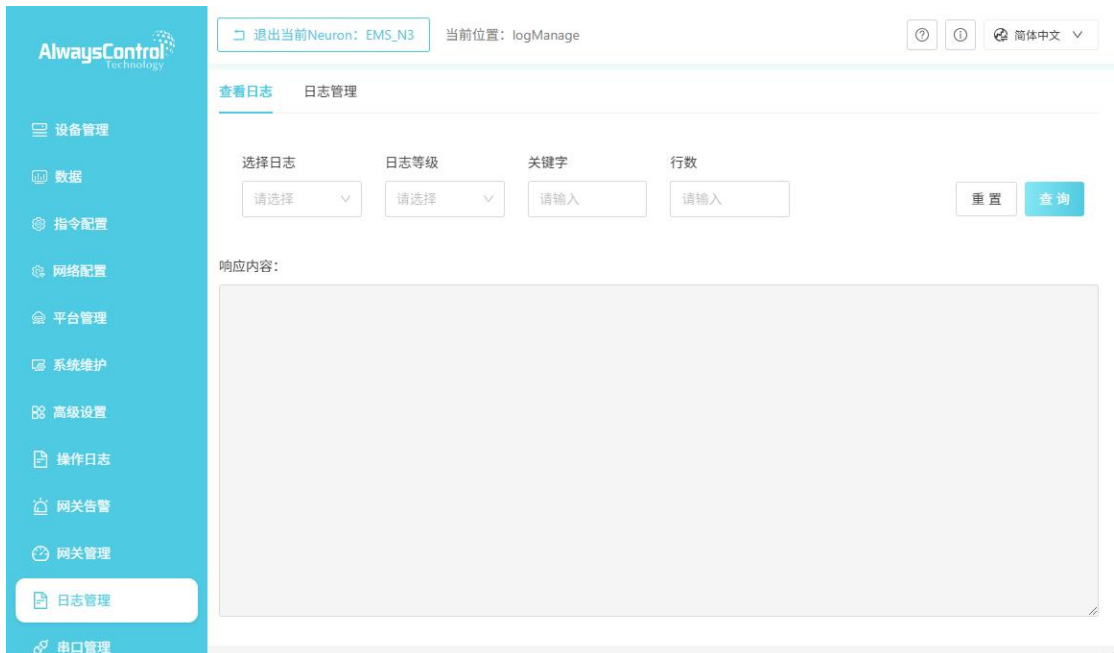 AlwaysControl
Technology
退出当前Neuron: EMS_N3
当前位置: logManage
简体中文
设备管理
数据
指令配置
网络配置
平台管理
系统维护
高级设置
操作日志
网关告警
网关管理
日志管理
串口管理
查看日志 日志管理
选择日志 日志等级 关键字 行数
请选择 请选择 请输入 请输入 重置 查询
响应内容: